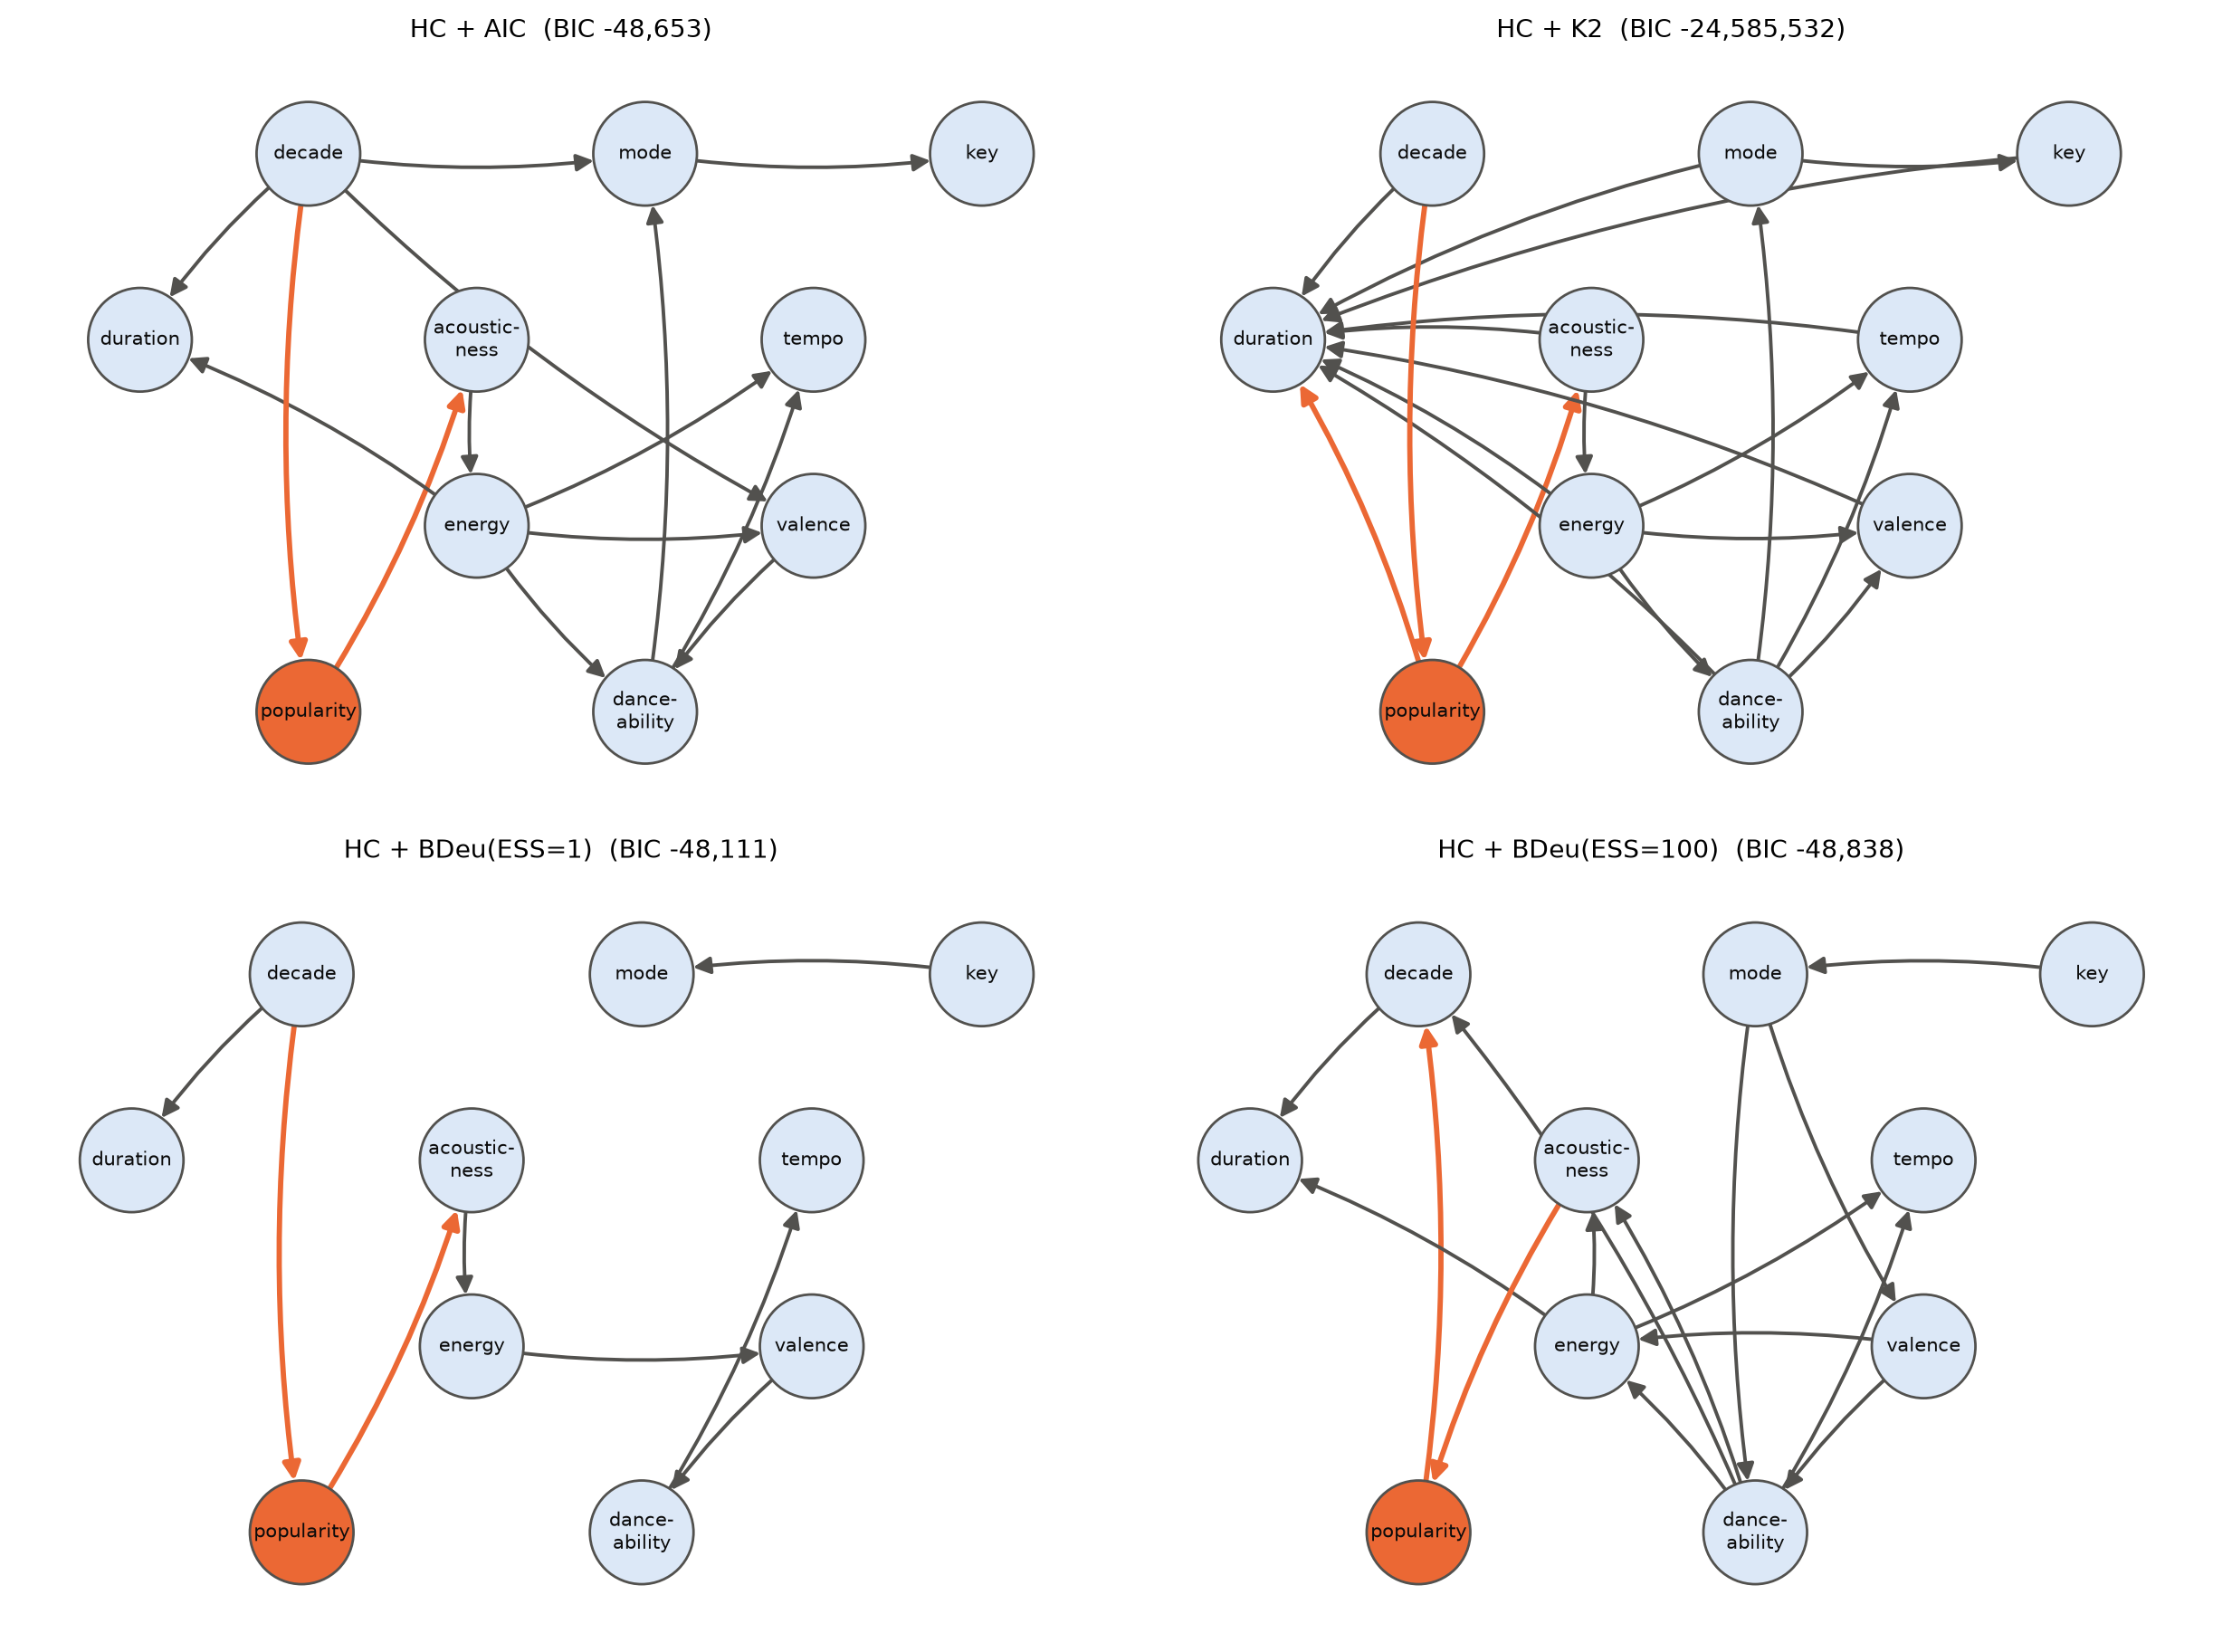 HC + AIC  (BIC -48,653)
decade
mode
key
duration
acoustic-
ness
tempo
energy
valence
popularity
dance-
ability
HC + K2  (BIC -24,585,532)
decade
mode
key
duration
acoustic-
ness
tempo
energy
valence
popularity
dance-
ability
HC + BDeu(ESS=1)  (BIC -48,111)
decade
mode
key
duration
acoustic-
ness
tempo
energy
valence
popularity
dance-
ability
HC + BDeu(ESS=100)  (BIC -48,838)
decade
mode
key
duration
acoustic-
ness
tempo
energy
valence
popularity
dance-
ability